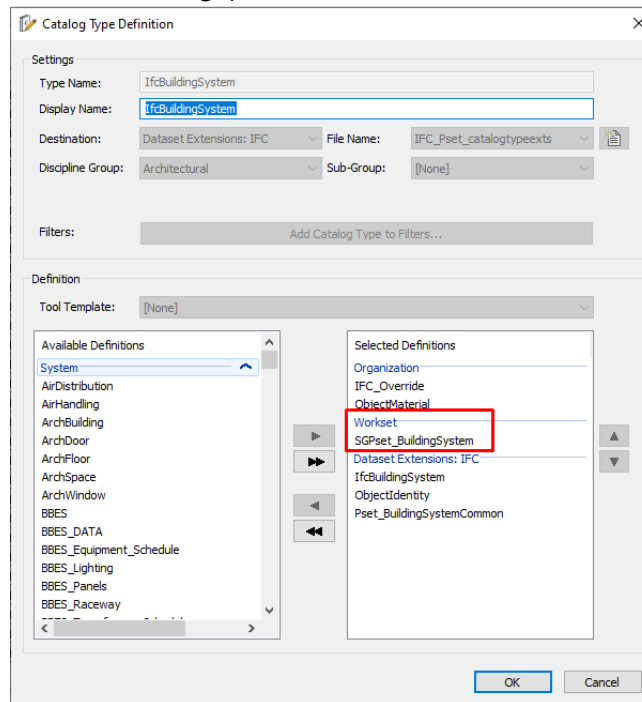 Catalog Type Definition
Settings
Type Name: IfcBuildingSystem
Display Name: IfcBuildingSystem
Destination: Dataset Extensions: IFC File Name: IFC_Pset_catalogtypeexts
Discipline Group: Architectural Sub-Group: [None]
Filters: Add Catalog Type to Filters...
Definition
Tool Template: [None]
Available Definitions
System
AirDistribution
AirHandling
ArchBuilding
ArchDoor
ArchFloor
ArchSpace
ArchWindow
BBES
BBES_DATA
BBES_Equipment_Schedule
BBES_Lighting
BBES_Panels
BBES_Raceway
Selected Definitions
Organization
IFC_Override
ObjectMaterial
Workset
SGPset_BuildingSystem
Dataset Extensions: IFC
IfcBuildingSystem
ObjectIdentity
Pset_BuildingSystemCommon
OK Cancel